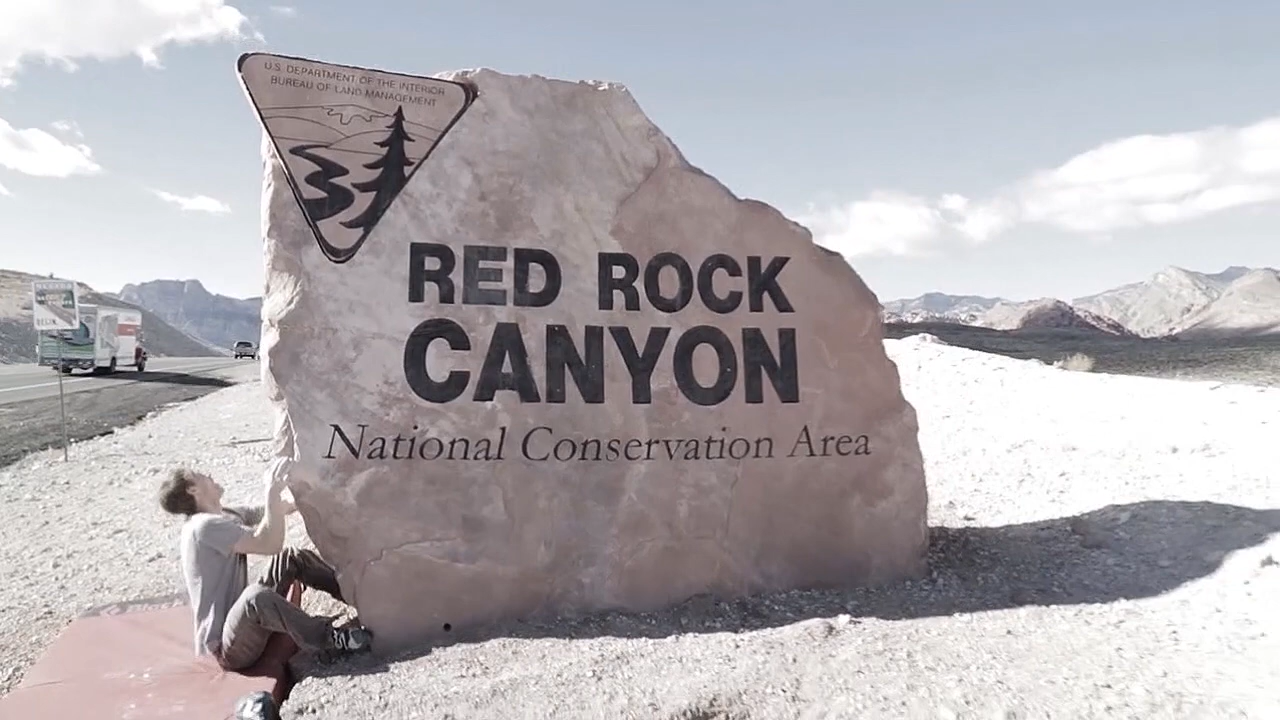 U.S. DEPARTMENT OF THE INTERIOR
BUREAU OF LAND MANAGEMENT
RED ROCK
CANYON
National Conservation Area